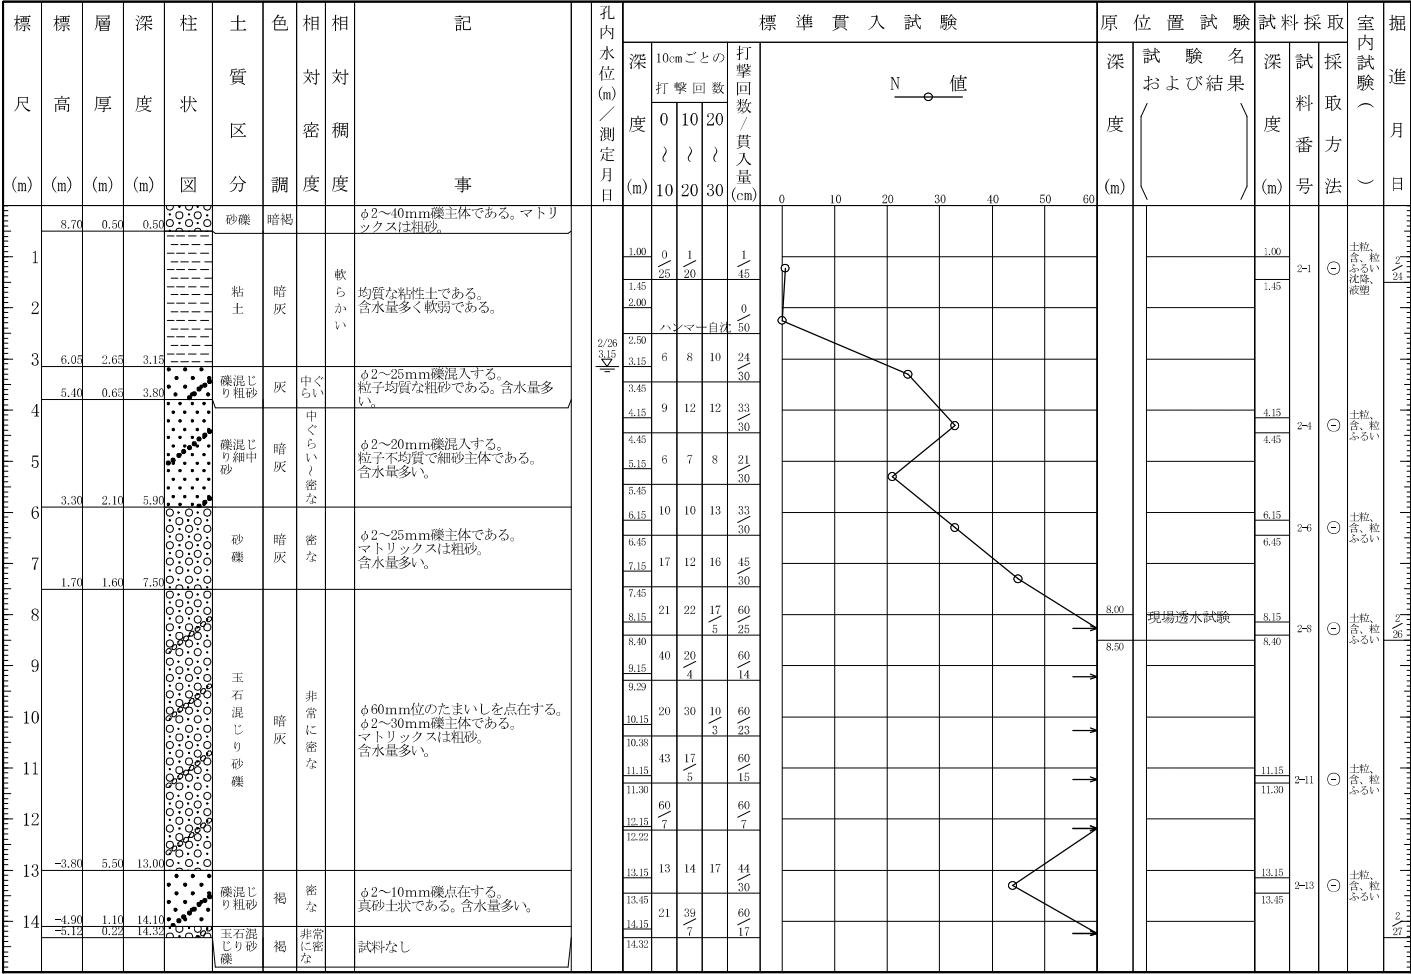 標尺(m) 標高(m) 層厚(m) 深度(m) 柱状図 土質区分 色調 相対密度 相対稠度 記事 孔内水位(m)／測定月日 標準貫入試験 原位置試験 試料採取 室内試験( ) 掘進月日
深度(m) 10cmごとの打撃回数 打撃回数/貫入量(cm) N 値 深度(m) 試験名および結果 深度(m) 試料番号 採取方法
0～10 10～20 20～30
0 10 20 30 40 50 60
8.70 0.50 0.50 砂礫 暗褐 φ2～40mm礫主体である。マトリ
ックスは粗砂。
1 2 3 4 5 6 7 8 9 10 11 12 13 14
6.05 2.65 3.15 粘土 暗灰 軟らかい 均質な粘性土である。
含水量多く軟弱である。
5.40 0.65 3.80 礫混じ
り粗砂 灰 中ぐ
らい φ2～25mm礫混入する。
粒子均質な粗砂である。含水量多
い。
3.30 2.10 5.90 礫混じ
り細中
砂 暗灰 中ぐらい～密な φ2～20mm礫混入する。
粒子不均質で細砂主体である。
含水量多い。
1.70 1.60 7.50 砂礫 暗灰 密な φ2～25mm礫主体である。
マトリックスは粗砂。
含水量多い。
-3.80 5.50 13.00 玉石混じり砂礫 暗灰 非常に密な φ60mm位のたまいしを点在する。
φ2～30mm礫主体である。
マトリックスは粗砂。
含水量多い。
-4.90 1.10 14.10 礫混じ
り粗砂 褐 密な φ2～10mm礫点在する。
真砂土状である。含水量多い。
-5.12 0.22 14.32 玉石混
じり砂
礫 褐 非常
に密
な 試料なし
2/26
3.15
1.00 0/25 1/20 1/45
1.45
2.00 ハンマー自沈 0/50
2.50
3.15 6 8 10 24/30
3.45
4.15 9 12 12 33/30
4.45
5.15 6 7 8 21/30
5.45
6.15 10 10 13 33/30
6.45
7.15 17 12 16 45/30
7.45
8.15 21 22 17/5 60/25
8.40
9.15 40 20/4 60/14
9.29
10.15 20 30 10/3 60/23
10.38
11.15 43 17/5 60/15
11.30
12.15 60/7 60/7
12.22
13.15 13 14 17 44/30
13.45
14.15 21 39/7 60/17
14.32
8.00 現場透水試験
8.50
1.00
1.45 2-1 土粒、
含、粒
ふるい
沈降、
液塑 2/24
4.15
4.45 2-4 土粒、
含、粒
ふるい
6.15
6.45 2-6 土粒、
含、粒
ふるい
8.15
8.40 2-8 土粒、
含、粒
ふるい 2/26
11.15
11.30 2-11 土粒、
含、粒
ふるい
13.15
13.45 2-13 土粒、
含、粒
ふるい
2/27